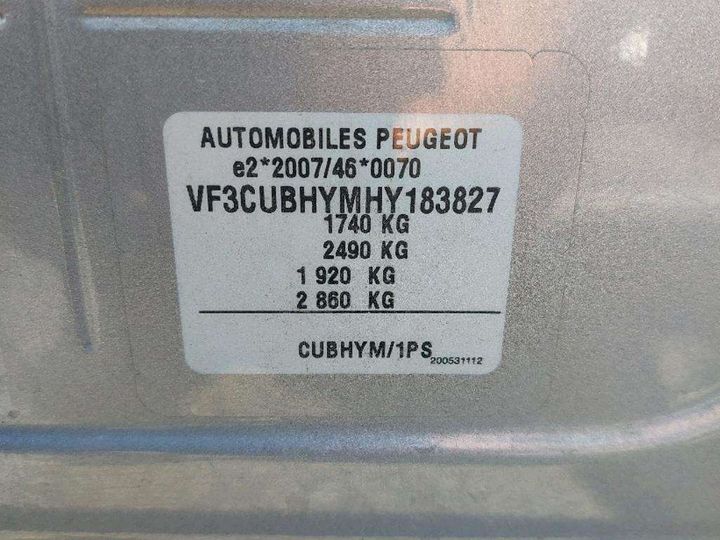 AUTOMOBILES PEUGEOT
e2*2007/46*0070
VF3CUBHYMHY183827
1740 KG
2490 KG
1 920 KG
2 860 KG
CUBHYM/1PS
200531112